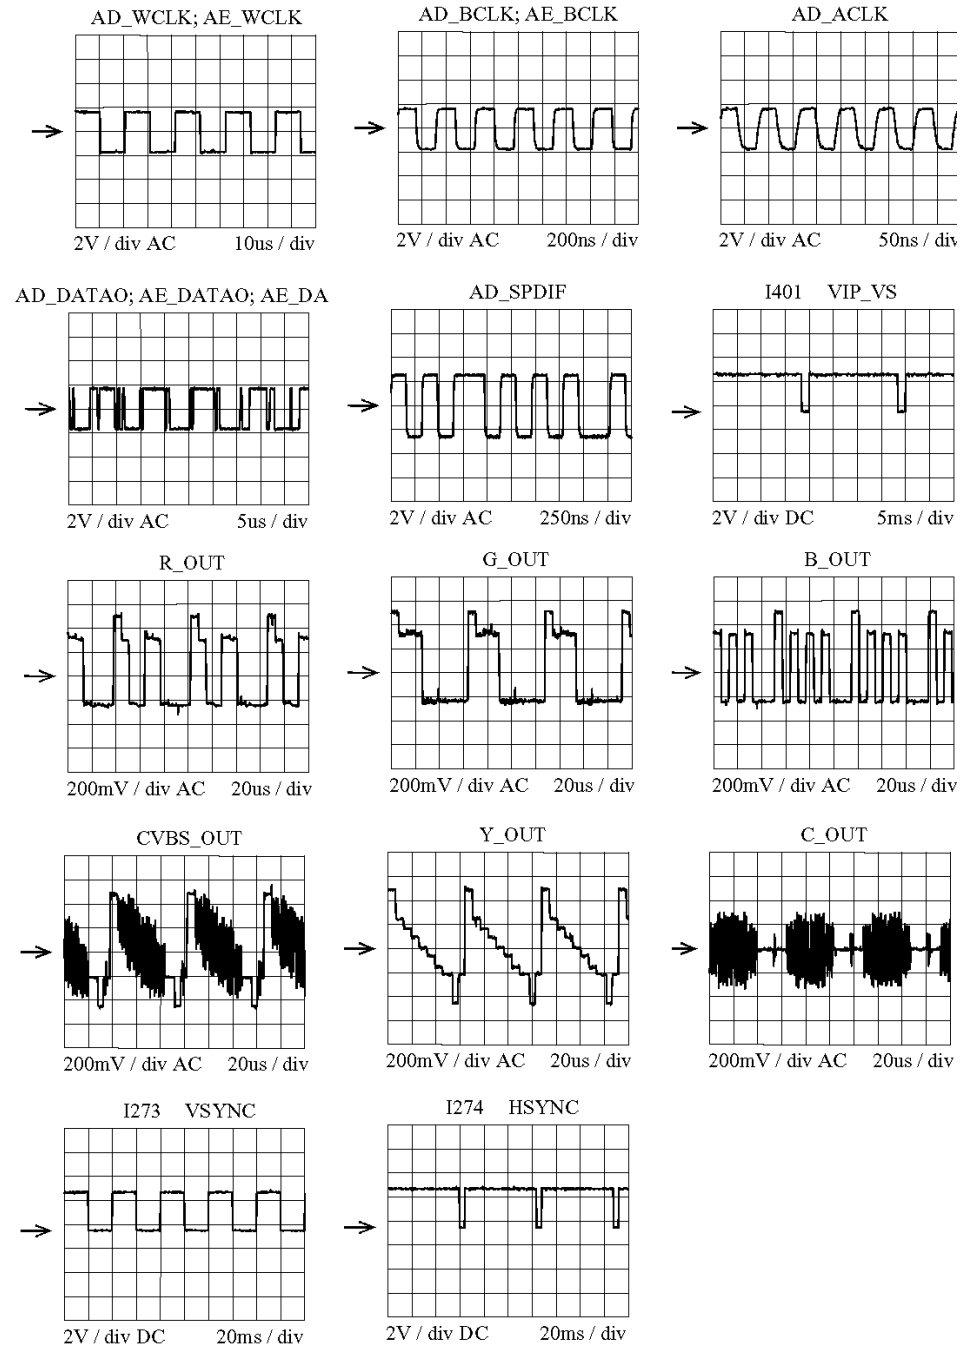 AD_WCLK; AE_WCLK
AD_BCLK; AE_BCLK
AD_ACLK
2V / div AC 10us / div
2V / div AC 200ns / div
2V / div AC 50ns / div
AD_DATAO; AE_DATAO; AE_DA
AD_SPDIF
I401 VIP_VS
2V / div AC 5us / div
2V / div AC 250ns / div
2V / div DC 5ms / div
R_OUT
G_OUT
B_OUT
200mV / div AC 20us / div
200mV / div AC 20us / div
200mV / div AC 20us / div
CVBS_OUT
Y_OUT
C_OUT
200mV / div AC 20us / div
200mV / div AC 20us / div
200mV / div AC 20us / div
I273 VSYNC
I274 HSYNC
2V / div DC 20ms / div
2V / div DC 20ms / div